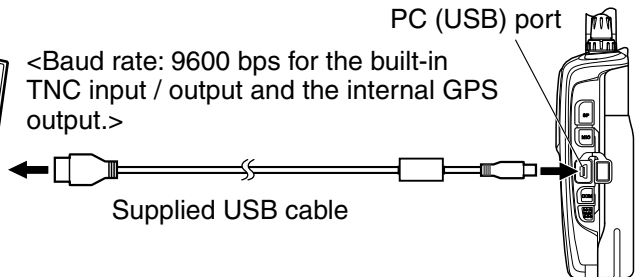 PC (USB) port
<Baud rate: 9600 bps for the built-in
TNC input / output and the internal GPS
output.>
Supplied USB cable